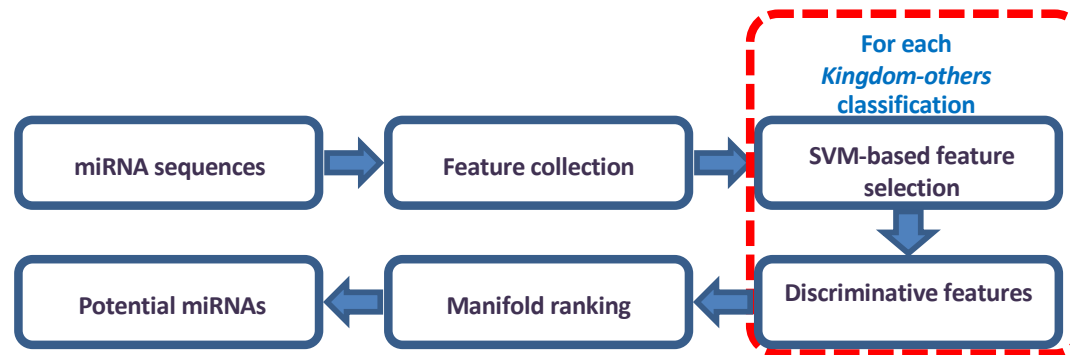 For each
Kingdom-others
classification
miRNA sequences
Feature collection
SVM-based feature
selection
Potential miRNAs
Manifold ranking
Discriminative features